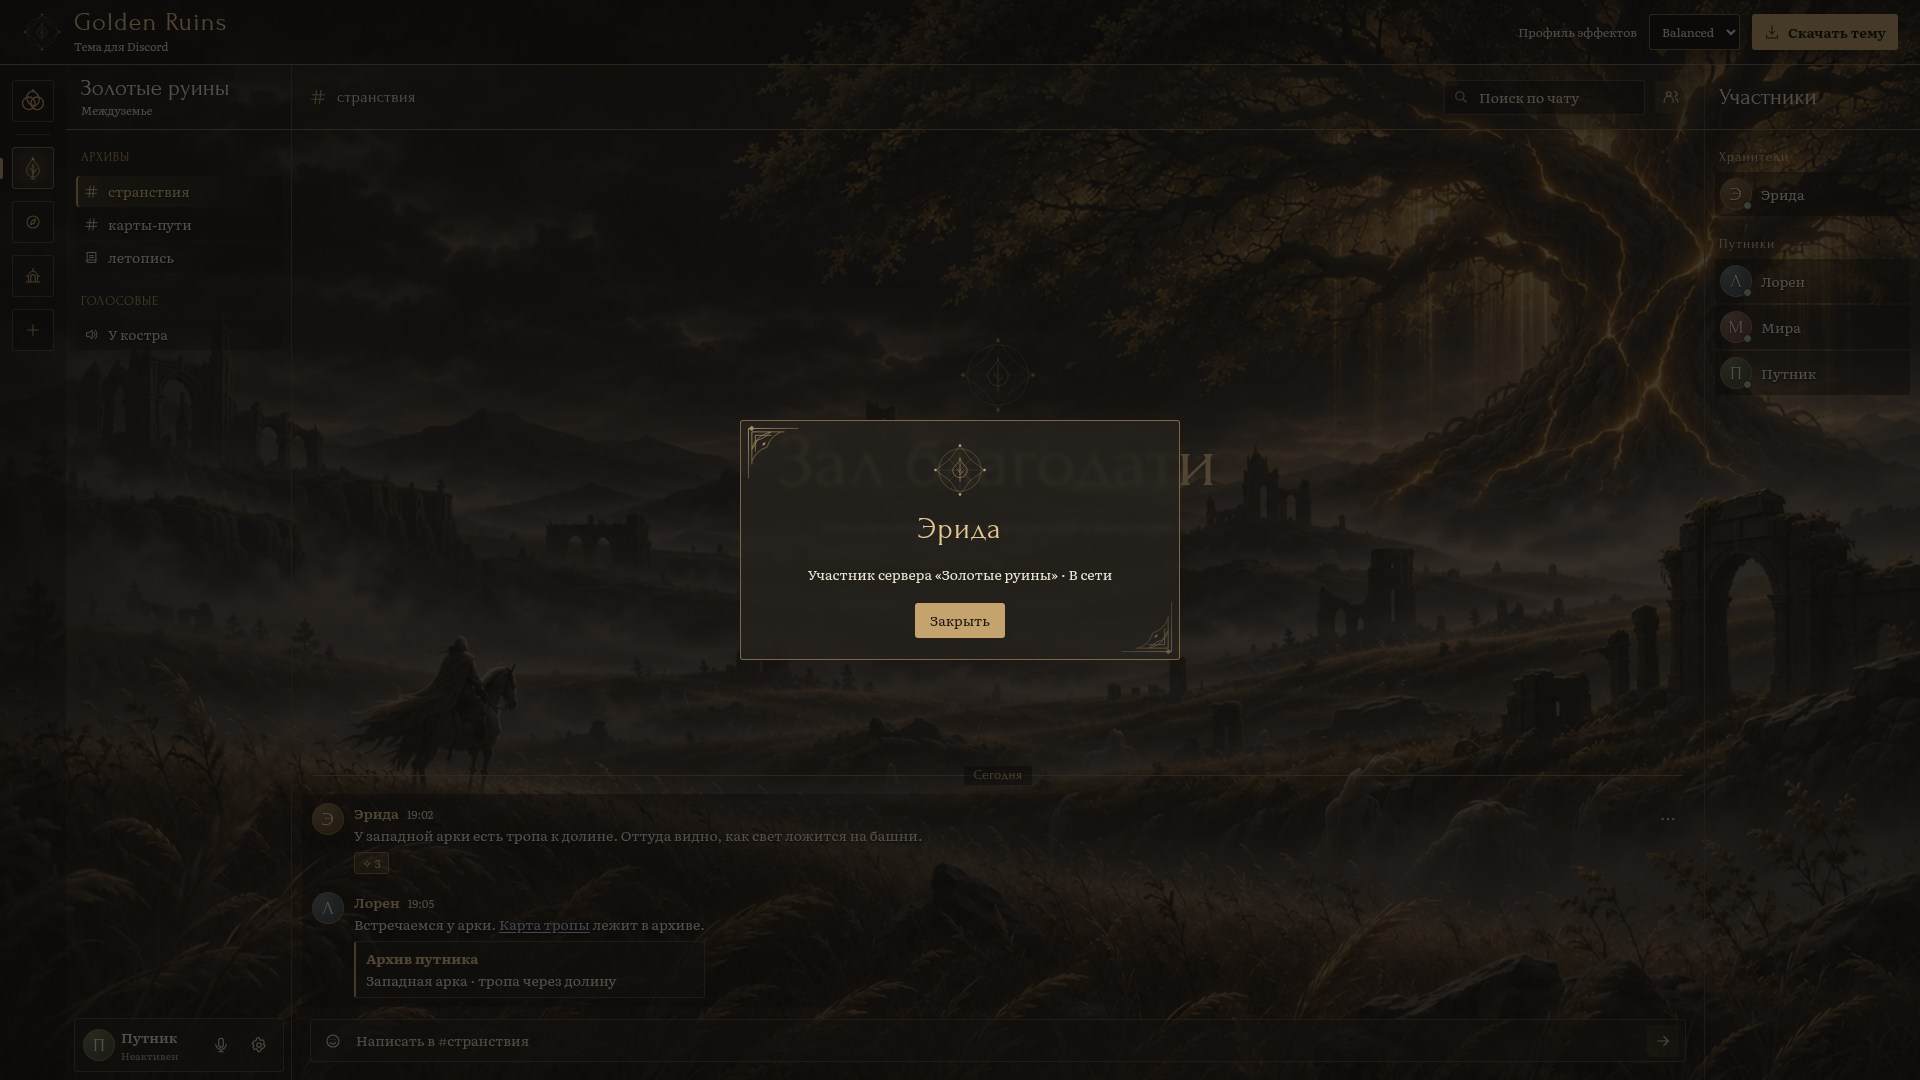 Golden Ruins
Тема для Discord
Профиль эффектов
Balanced
Скачать тему
Золотые руины
Междуземье
# странствия
Поиск по чату
Участники
АРХИВЫ
# странствия
# карты-пути
летопись
ГОЛОСОВЫЕ
У костра
Хранители
Э
Эрида
Путники
Л
Лорен
М
Мира
П
Путник
Зал благодати
Эрида
Участник сервера «Золотые руины» · В сети
Закрыть
Сегодня
Э
Эрида 19:02
...
У западной арки есть тропа к долине. Оттуда видно, как свет ложится на башни.
✧ 3
Л
Лорен 19:05
Встречаемся у арки. Карта тропы лежит в архиве.
Архив путника
Западная арка · тропа через долину
П
Путник
Неактивен
Написать в #странствия